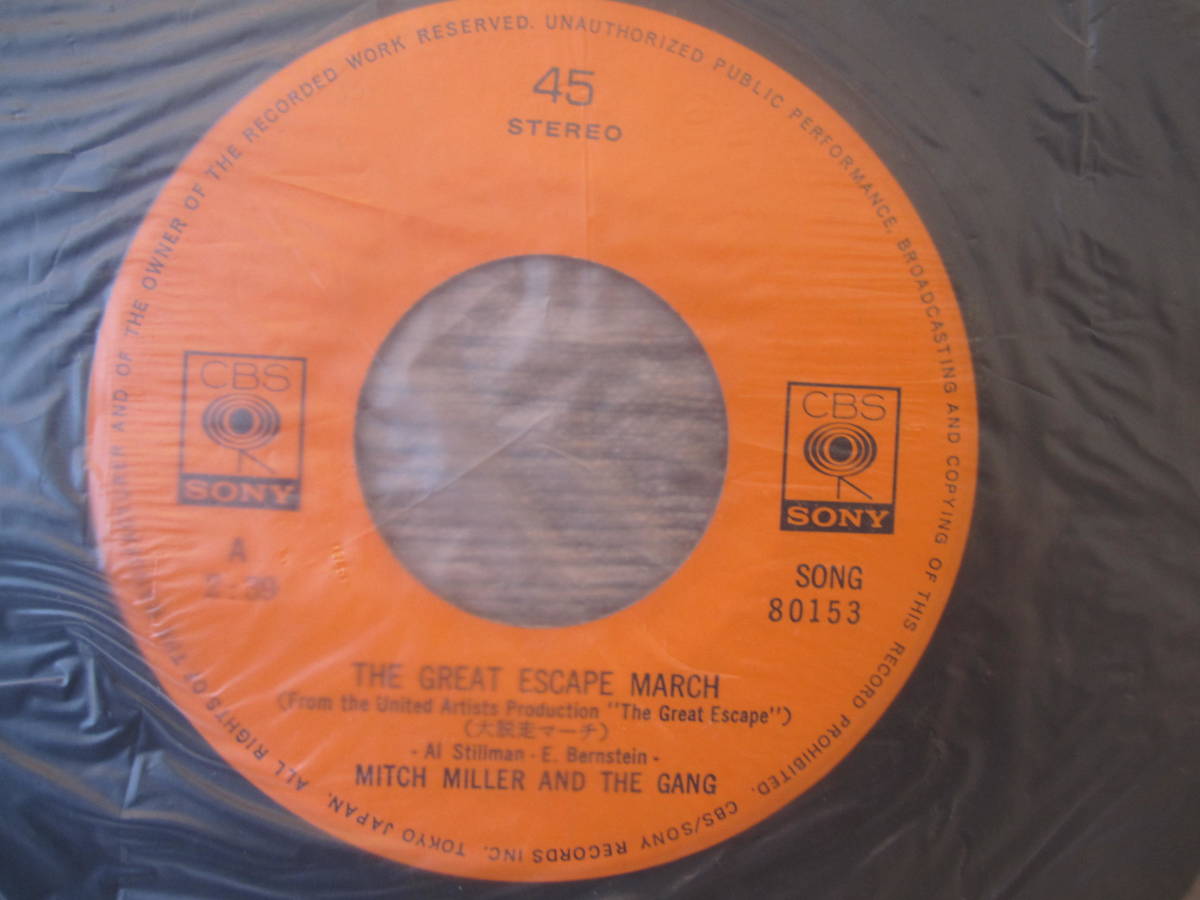 45
STEREO
CBS
SONY
CBS
SONY
A
2:39
SONG
80153
THE GREAT ESCAPE MARCH
(From the United Artists Production "The Great Escape")
(大脱走マーチ)
- Al Stillman - E. Bernstein -
MITCH MILLER AND THE GANG
ALL RIGHTS OF THE MANUFACTURER AND OF THE OWNER OF THE RECORDED WORK RESERVED. UNAUTHORIZED PUBLIC PERFORMANCE, BROADCASTING AND COPYING OF THIS RECORD PROHIBITED. CBS/SONY RECORDS INC. TOKYO JAPAN.